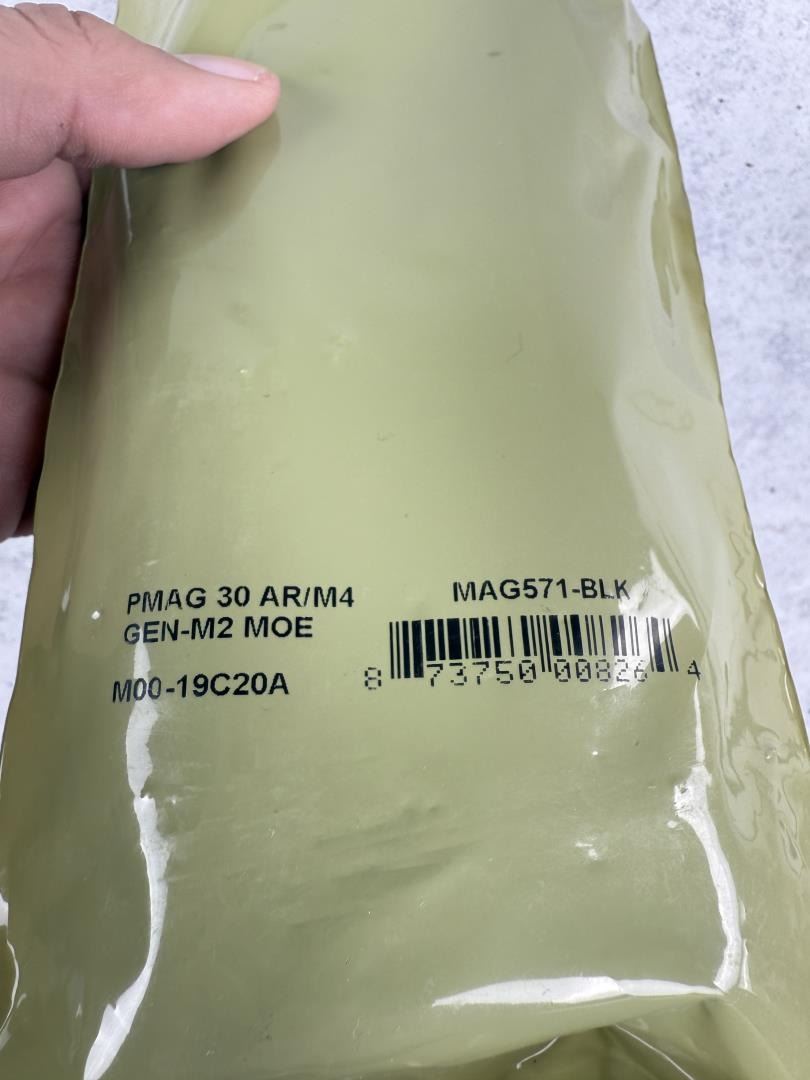 PMAG 30 AR/M4
GEN-M2 MOE
M00-19C20A
MAG571-BLK
8 73750 00826 4